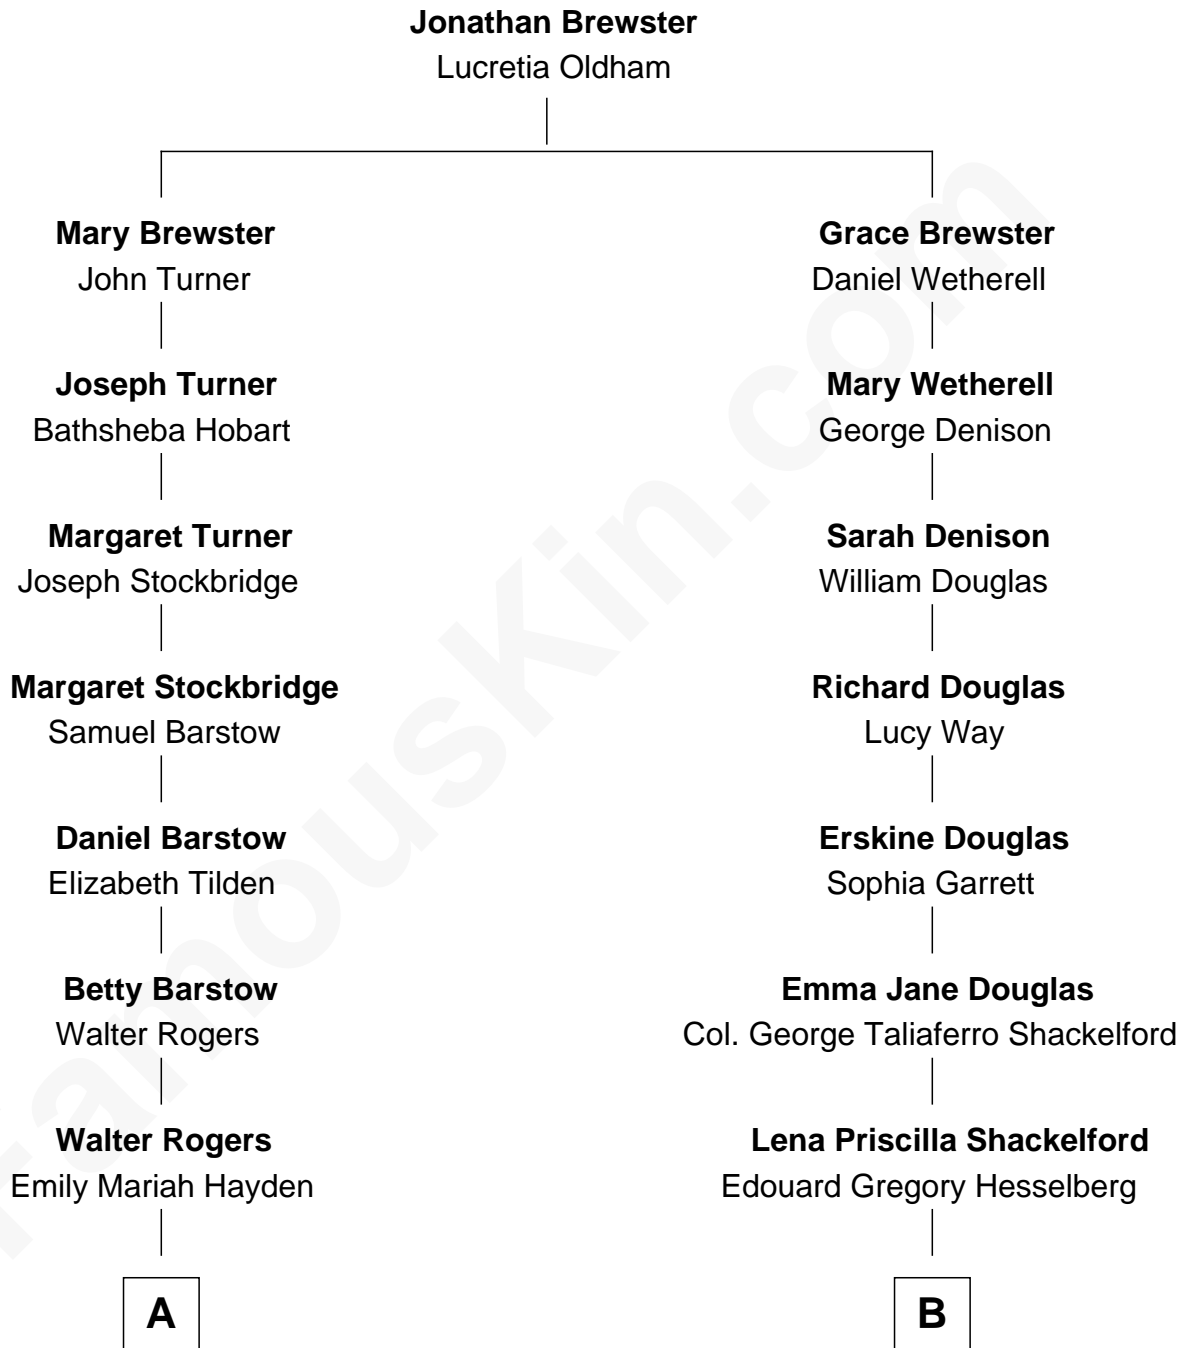 Jonathan Brewster
Lucretia Oldham
Mary Brewster
John Turner
Grace Brewster
Daniel Wetherell
Joseph Turner
Bathsheba Hobart
Mary Wetherell
George Denison
Margaret Turner
Joseph Stockbridge
Sarah Denison
William Douglas
Margaret Stockbridge
Samuel Barstow
Richard Douglas
Lucy Way
Daniel Barstow
Elizabeth Tilden
Erskine Douglas
Sophia Garrett
Betty Barstow
Walter Rogers
Emma Jane Douglas
Col. George Taliaferro Shackelford
Walter Rogers
Emily Mariah Hayden
Lena Priscilla Shackelford
Edouard Gregory Hesselberg
A
B
FamousKin.com